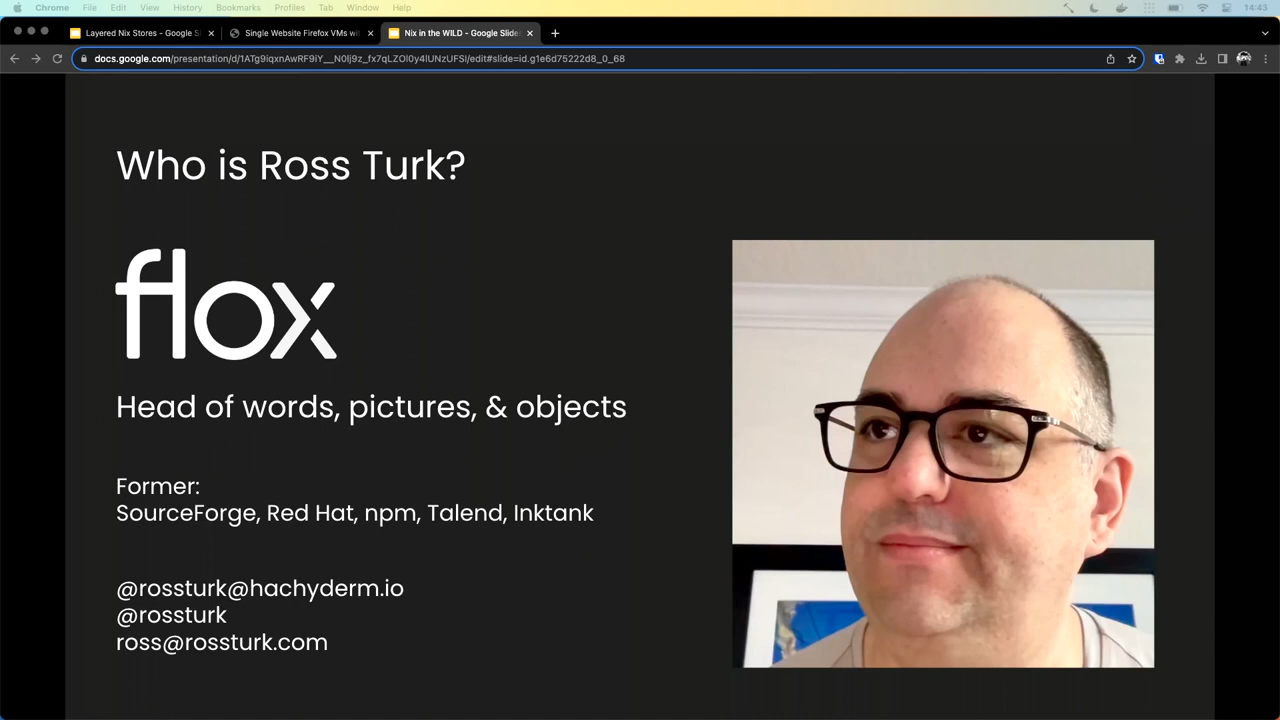 Chrome File Edit View History Bookmarks Profiles Tab Window Help 14:43
Layered Nix Stores - Google Sl Single Website Firefox VMs wi Nix in the WILD - Google Slide
docs.google.com/presentation/d/1ATg9iqxnAwRF9iY__N0lj9z_fx7qLZOl0y4lUNzUFSI/edit#slide=id.g1e6d75222d8_0_68
Who is Ross Turk?
flox
Head of words, pictures, & objects
Former:
SourceForge, Red Hat, npm, Talend, Inktank
@rossturk@hachyderm.io
@rossturk
ross@rossturk.com